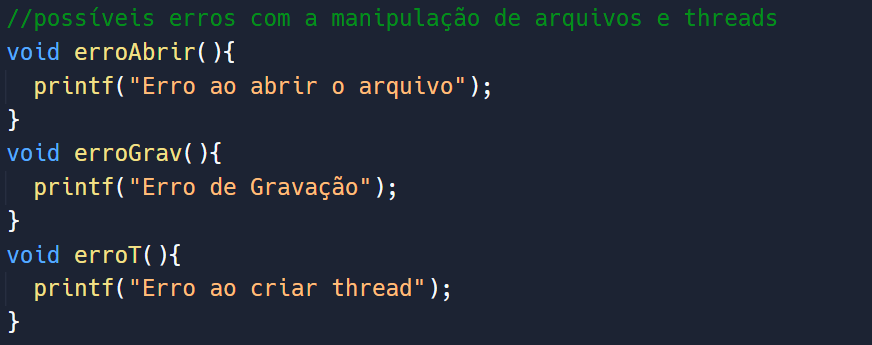 //possíveis erros com a manipulação de arquivos e threads
void erroAbrir(){
  printf("Erro ao abrir o arquivo");
}
void erroGrav(){
  printf("Erro de Gravação");
}
void erroT(){
  printf("Erro ao criar thread");
}